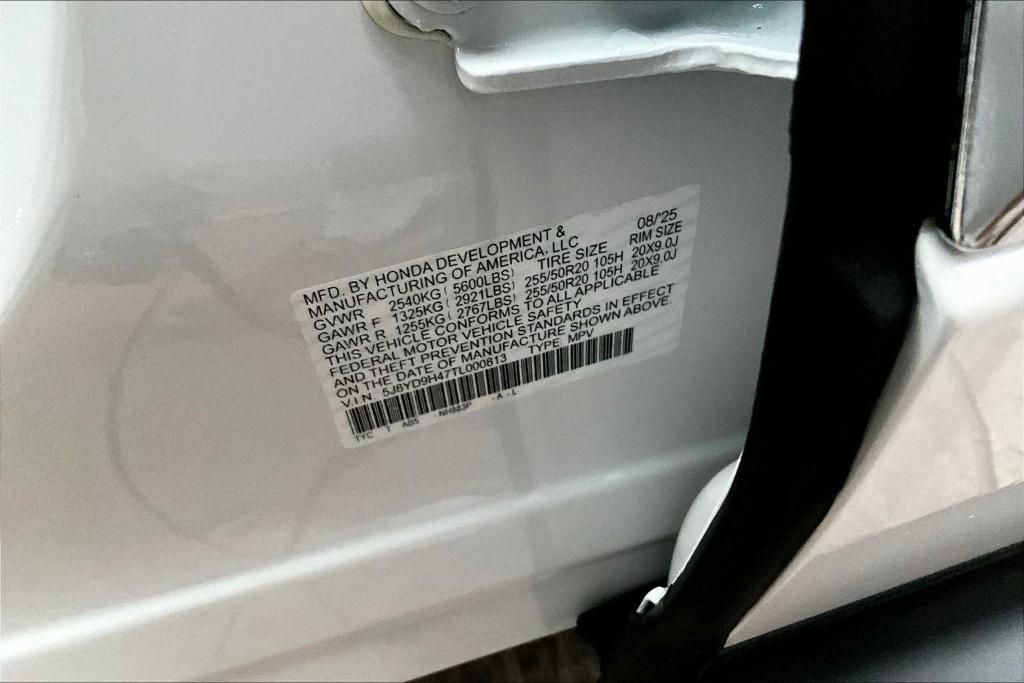 MFD. BY HONDA DEVELOPMENT & 08/'25
MANUFACTURING OF AMERICA, LLC
GVWR 2540KG ( 5600LBS) TIRE SIZE RIM SIZE
GAWR F 1325KG ( 2921LBS) 255/50R20 105H 20X9.0J
GAWR R 1255KG ( 2767LBS) 255/50R20 105H 20X9.0J
THIS VEHICLE CONFORMS TO ALL APPLICABLE
FEDERAL MOTOR VEHICLE SAFETY
AND THEFT PREVENTION STANDARDS IN EFFECT
ON THE DATE OF MANUFACTURE SHOWN ABOVE.
V.I.N. 5J8YD9H47TL000813 TYPE: MPV
TYC 1 AB5 -NH883P -A-L